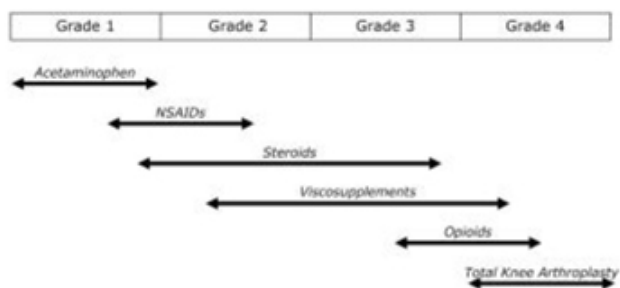 Grade 1 Grade 2 Grade 3 Grade 4
Acetaminophen
NSAIDs
Steroids
Viscosupplements
Opioids
Total Knee Arthroplasty